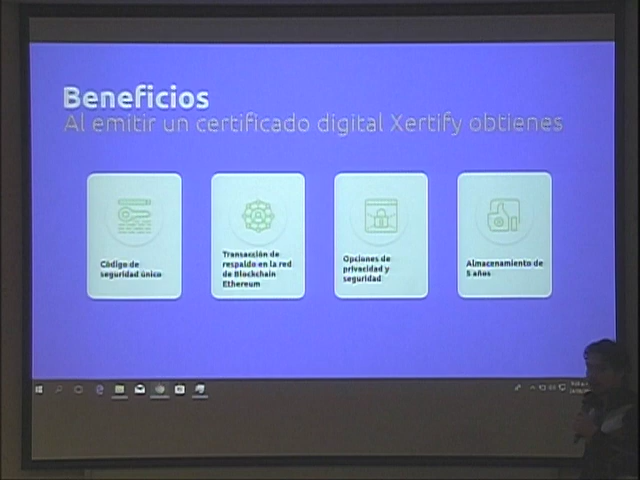 Beneficios
Al emitir un certificado digital Xertify obtienes
Código de
seguridad único
Transacción de
respaldo en la red
de Blockchain
Ethereum
Opciones de
privacidad y
seguridad
Almacenamiento de
5 años